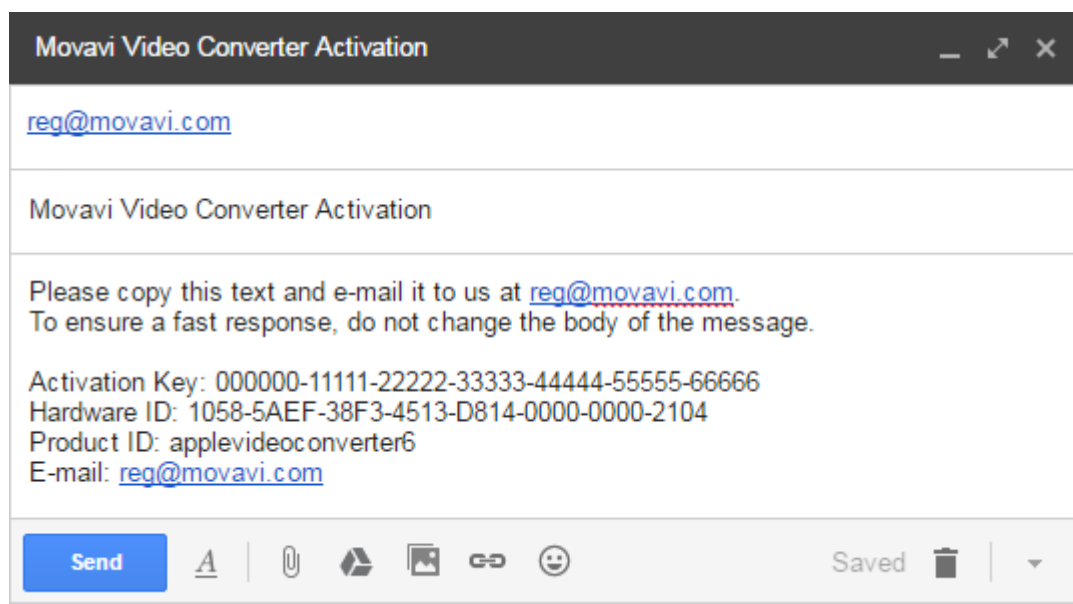 Movavi Video Converter Activation
reg@movavi.com
Movavi Video Converter Activation
Please copy this text and e-mail it to us at reg@movavi.com.
To ensure a fast response, do not change the body of the message.
Activation Key: 000000-11111-22222-33333-44444-55555-66666
Hardware ID: 1058-5AEF-38F3-4513-D814-0000-0000-2104
Product ID: applevideoconverter6
E-mail: reg@movavi.com
Send A Saved